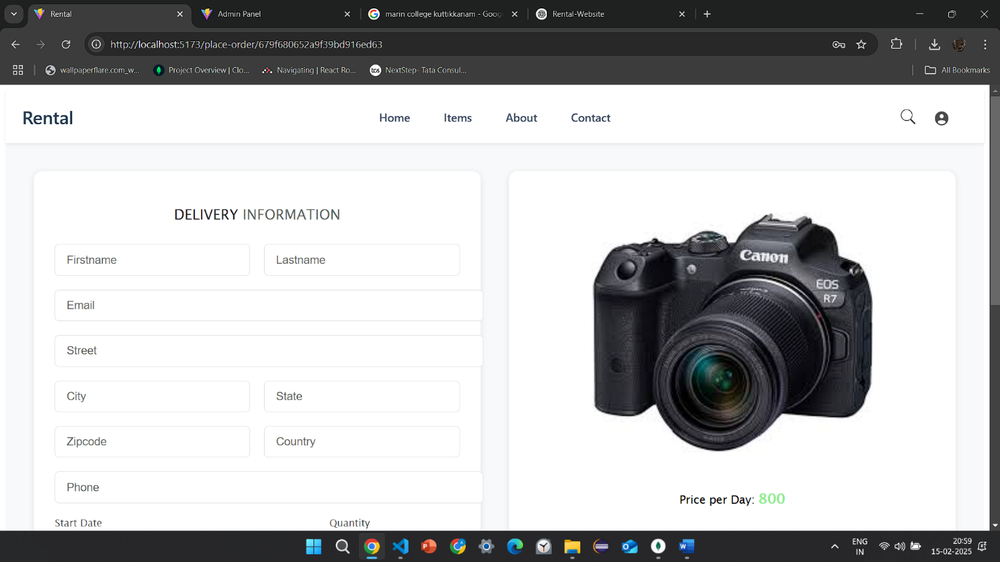 Rental
Admin Panel
marin college kuttikkanam - Goog
Rental-Website
http://localhost:5173/place-order/679f680652a9f39bd916ed63
wallpaperflare.com_w...
Project Overview | Clo...
Navigating | React Ro...
tcs
NextStep- Tata Consul...
All Bookmarks
Rental
Home
Items
About
Contact
DELIVERY INFORMATION
Firstname
Lastname
Email
Street
City
State
Zipcode
Country
Phone
Start Date
Quantity
Canon
EOS
R7
Price per Day: 800
ENG
IN
20:59
15-02-2025